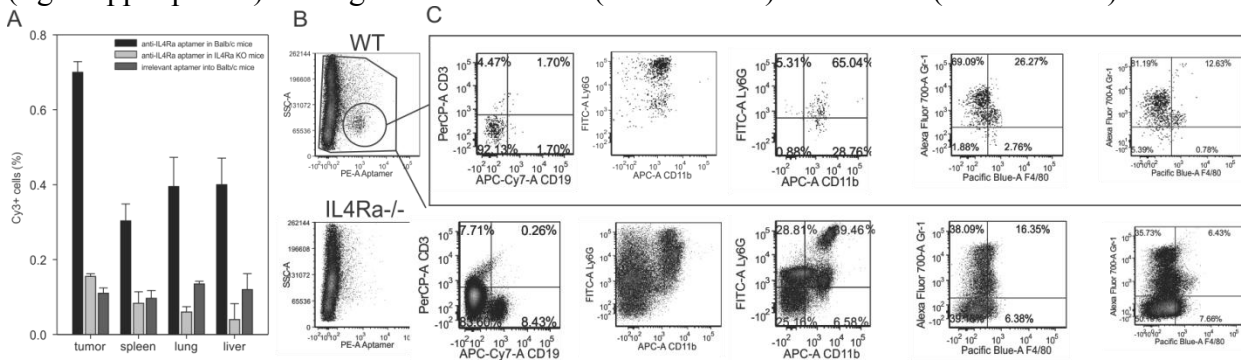 A
B
C
0.8
0.6
0.4
0.2
0.0
Cy3+ cells (%)
anti-IL4Ra aptamer in Balb/c mice
anti-IL4Ra aptamer in IL4Ra KO mice
irrelevant aptamer into Balb/c mice
tumor spleen lung liver
WT
SSC-A
262144
196608
131072
65536
PE-A Aptamer
IL4Ra-/-
SSC-A
262144
196608
131072
65536
PE-A Aptamer
4.47% 1.70%
PerCP-A CD3
92.13% 1.70%
APC-Cy7-A CD19
FITC-A Ly6G
APC-A CD11b
5.31% 65.04%
FITC-A Ly6G
0.88% 28.76%
APC-A CD11b
69.09% 26.27%
Alexa Fluor 700-A Gr-1
1.88% 2.76%
Pacific Blue-A F4/80
81.19% 12.63%
Alexa Fluor 700-A Gr-1
5.39% 0.78%
Pacific Blue-A F4/80
7.71% 0.26%
PerCP-A CD3
83.60% 8.43%
APC-Cy7-A CD19
FITC-A Ly6G
APC-A CD11b
28.81% 39.46%
FITC-A Ly6G
25.16% 6.58%
APC-A CD11b
38.09% 16.35%
Alexa Fluor 700-A Gr-1
6.38%
Pacific Blue-A F4/80
35.73% 6.43%
Alexa Fluor 700-A Gr-1
7.66%
Pacific Blue-A F4/80